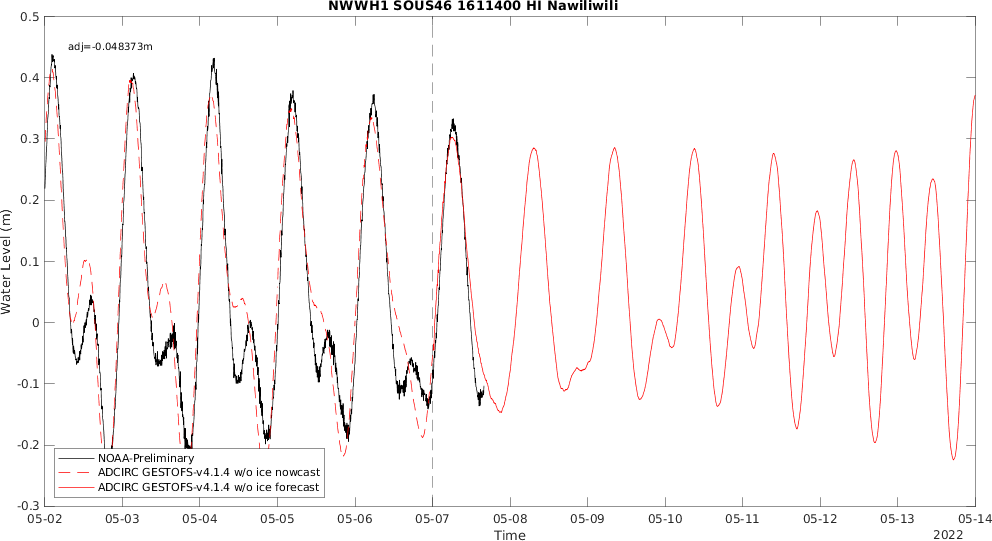 NWWH1 SOUS46 1611400 HI Nawiliwili
adj=-0.048373m
0.5
0.4
0.3
0.2
0.1
0
-0.1
-0.2
-0.3
Water Level (m)
NOAA-Preliminary
ADCIRC GESTOFS-v4.1.4 w/o ice nowcast
ADCIRC GESTOFS-v4.1.4 w/o ice forecast
05-02 05-03 05-04 05-05 05-06 05-07 05-08 05-09 05-10 05-11 05-12 05-13 05-14
Time
2022